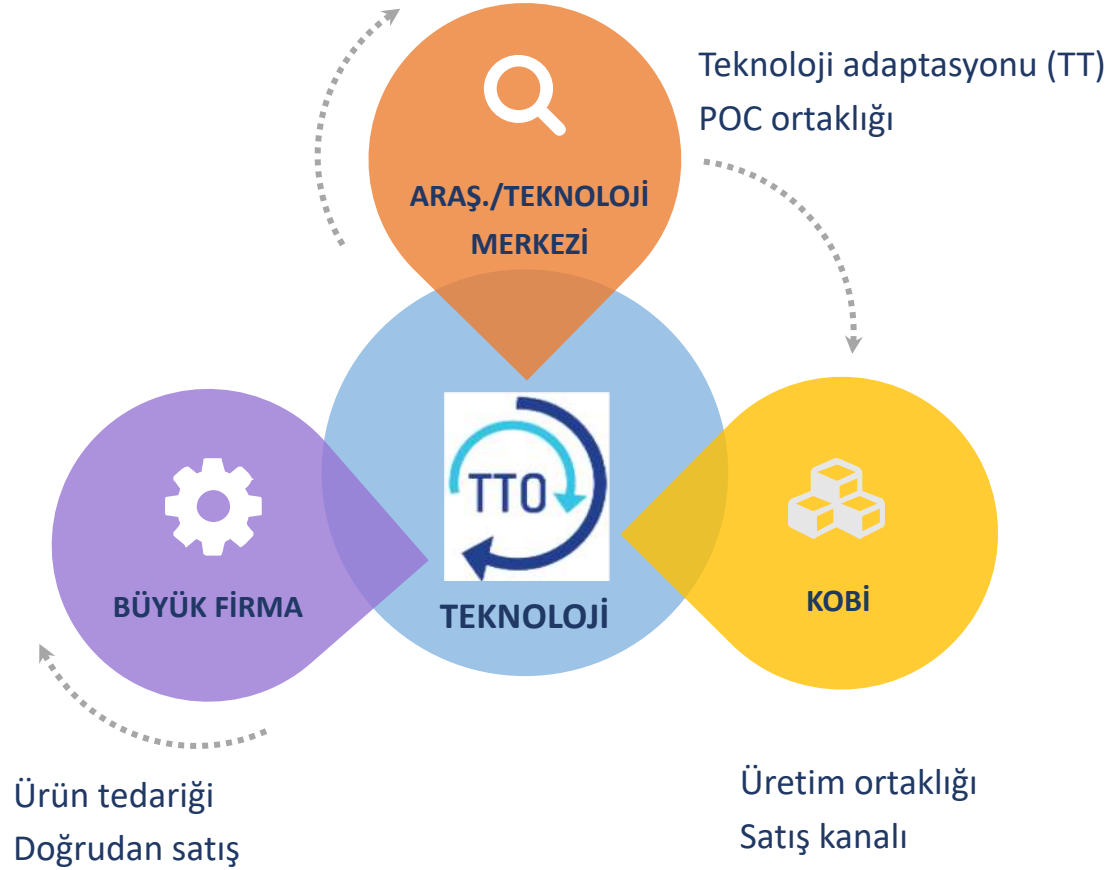 Teknoloji adaptasyonu (TT)
POC ortaklığı
ARAŞ./TEKNOLOJİ
MERKEZİ
TTO
TEKNOLOJİ
BÜYÜK FİRMA
KOBİ
Ürün tedariği
Doğrudan satış
Üretim ortaklığı
Satış kanalı